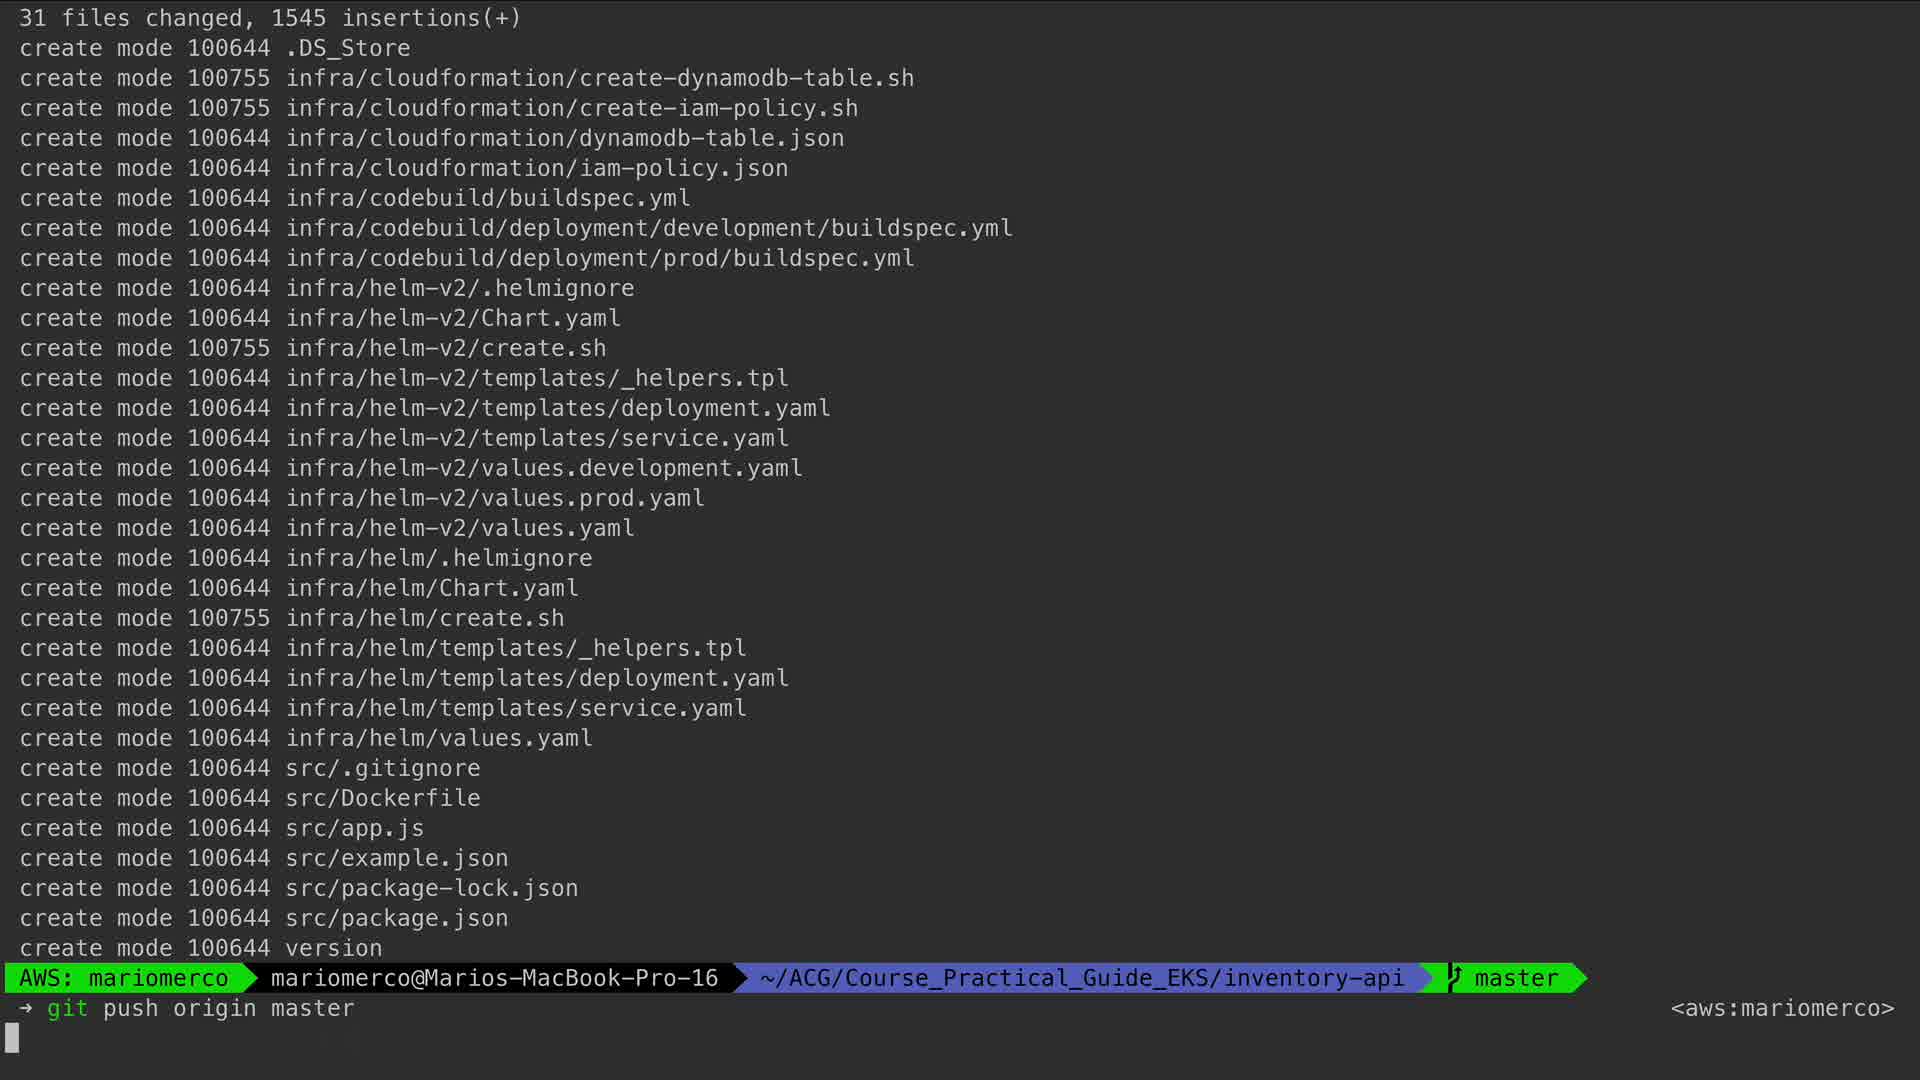 31 files changed, 1545 insertions(+)
create mode 100644 .DS_Store
create mode 100755 infra/cloudformation/create-dynamodb-table.sh
create mode 100755 infra/cloudformation/create-iam-policy.sh
create mode 100644 infra/cloudformation/dynamodb-table.json
create mode 100644 infra/cloudformation/iam-policy.json
create mode 100644 infra/codebuild/buildspec.yml
create mode 100644 infra/codebuild/deployment/development/buildspec.yml
create mode 100644 infra/codebuild/deployment/prod/buildspec.yml
create mode 100644 infra/helm-v2/.helmignore
create mode 100644 infra/helm-v2/Chart.yaml
create mode 100755 infra/helm-v2/create.sh
create mode 100644 infra/helm-v2/templates/_helpers.tpl
create mode 100644 infra/helm-v2/templates/deployment.yaml
create mode 100644 infra/helm-v2/templates/service.yaml
create mode 100644 infra/helm-v2/values.development.yaml
create mode 100644 infra/helm-v2/values.prod.yaml
create mode 100644 infra/helm-v2/values.yaml
create mode 100644 infra/helm/.helmignore
create mode 100644 infra/helm/Chart.yaml
create mode 100755 infra/helm/create.sh
create mode 100644 infra/helm/templates/_helpers.tpl
create mode 100644 infra/helm/templates/deployment.yaml
create mode 100644 infra/helm/templates/service.yaml
create mode 100644 infra/helm/values.yaml
create mode 100644 src/.gitignore
create mode 100644 src/Dockerfile
create mode 100644 src/app.js
create mode 100644 src/example.json
create mode 100644 src/package-lock.json
create mode 100644 src/package.json
create mode 100644 version
AWS: mariomerco mariomerco@Marios-MacBook-Pro-16 ~/ACG/Course_Practical_Guide_EKS/inventory-api master
→ git push origin master <aws:mariomerco>